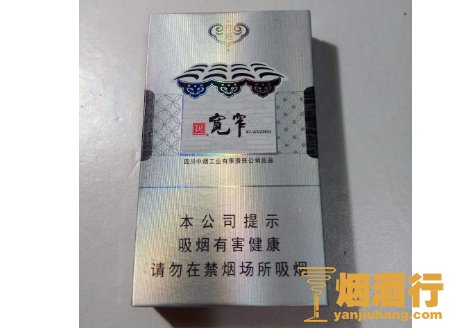 宽窄
KUANZHAI
四川中烟工业有限责任公司出品
本公司提示
吸烟有害健康
请勿在禁烟场所吸烟
烟酒行
yanjiuhang.com